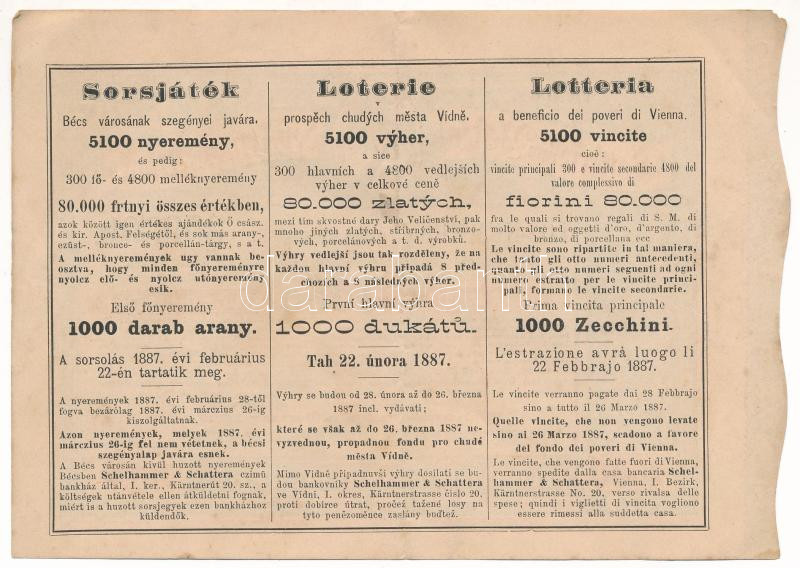 Sorsjáték
Bécs városának szegényei javára.
5100 nyeremény,
és pedig:
300 fő- és 4800 melléknyeremény
80.000 frtnyi összes értékben,
azok között igen értékes ajándékok Ő csász.
és kir. Apost. Felségétől, és sok más arany-,
ezüst-, bronce- és porcellán-tárgy, s a t.
A melléknyeremények ugy vannak be-
osztva, hogy minden főnyereményre
nyolcz elő- és nyolcz utónyeremény
esik.
Első főnyeremény
1000 darab arany.
A sorsolás 1887. évi februárius
22-én tartatik meg.
A nyeremények 1887. évi februárius 28-től
fogva bezárólag 1887. évi márczius 26-ig
kiszolgáltatnak.
Azon nyeremények, melyek 1887. évi
márczius 26-ig fel nem vétetnek, a bécsi
szegényalap javára esnek.
A Bécs városán kivül huzott nyeremények
Bécsben Schelhammer & Schattera czimű
bankház által, I. ker., Kärntnerút 20. sz., a
költségek utánvétele ellen átküldetni fognak,
miért is a huzott sorsjegyek ezen bankházhoz
küldendők.
Loterie
v
prospěch chudých města Vídně.
5100 výher,
a sice
300 hlavních a 4800 vedlejších
výher v celkové ceně
80.000 zlatých,
mezi tím skvostné dary Jeho Veličenství, pak
mnoho jiných zlatých, stříbrných, bronzo-
vých, porcelánových a t. d. výrobků.
Výhry vedlejší jsou tak rozděleny, že na
každou hlavní výhru připadá 8 před-
chozích a 8 následných výher.
První hlavní výhra
1000 dukátů.
Tah 22. února 1887.
Výhry se budou od 28. února až do 26. března
1887 incl. vydávati;
které se však až do 26. března 1887 ne-
vyzvednou, propadnou fondu pro chudé
města Vídně.
Mimo Vídně připadnuvší výhry dosílati se bu-
dou bankovníky Schelhammer & Schattera
ve Vídni, I. okres, Kärntnerstrasse číslo 20.
proti dobírce útrat, pročež tažené losy na
tyto penězoměnce zaslány buďtež.
Lotteria
a beneficio dei poveri di Vienna.
5100 vincite
cioè:
vincite principali 300 e vincite secondarie 4800 del
valore complessivo di
fiorini 80.000
fra le quali si trovano regali di S. M. di
molto valore ed oggetti d'oro, d'argento, di
bronzo, di porcellana ecc
Le vincite sono ripartite in tal maniera,
che tanto gli otto numeri antecedenti,
quanto gli otto numeri seguenti ad ogni
numero estratto per le vincite princi-
pali, formano le vincite secondarie.
Prima vincita principale
1000 Zecchini.
L'estrazione avrà luogo li
22 Febbrajo 1887.
Le vincite verranno pagate dai 28 Febbrajo
sino a tutto il 26 Marzo 1887.
Quelle vincite, che non vengono levate
sino ai 26 Marzo 1887, scadono a favore
del fondo dei poveri di Vienna.
Le vincite, che vengono fatte fuori di Vienna,
verranno spedite dalla casa bancaria Schel-
hammer & Schattera, Vienna, I. Bezirk,
Kärntnerstrasse No. 20, verso rivalsa delle
spese; quindi i viglietti di vincita vogliono
essere rimessi alla suddetta casa.
darabanth